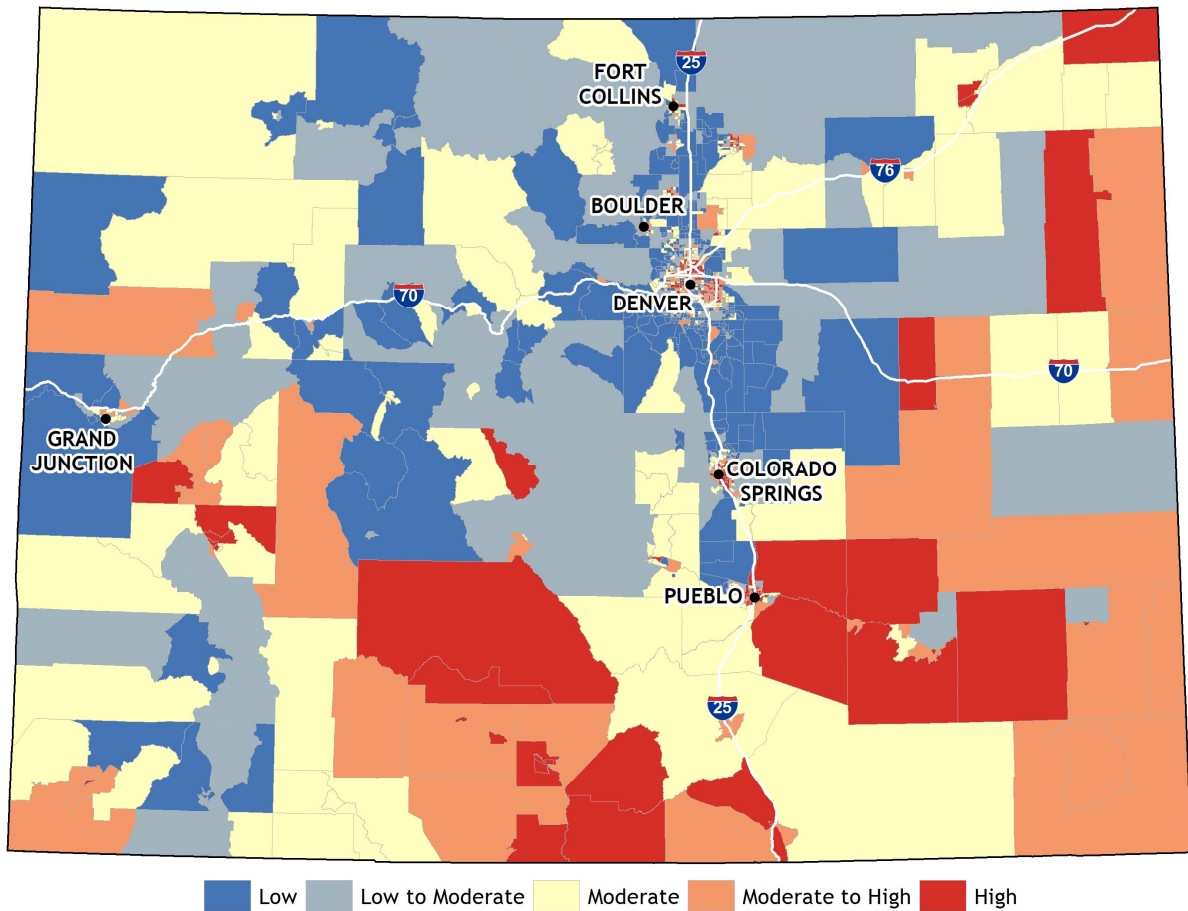 25
FORT
COLLINS
76
BOULDER
70
DENVER
70
GRAND
JUNCTION
COLORADO
SPRINGS
PUEBLO
25
Low
Low to Moderate
Moderate
Moderate to High
High